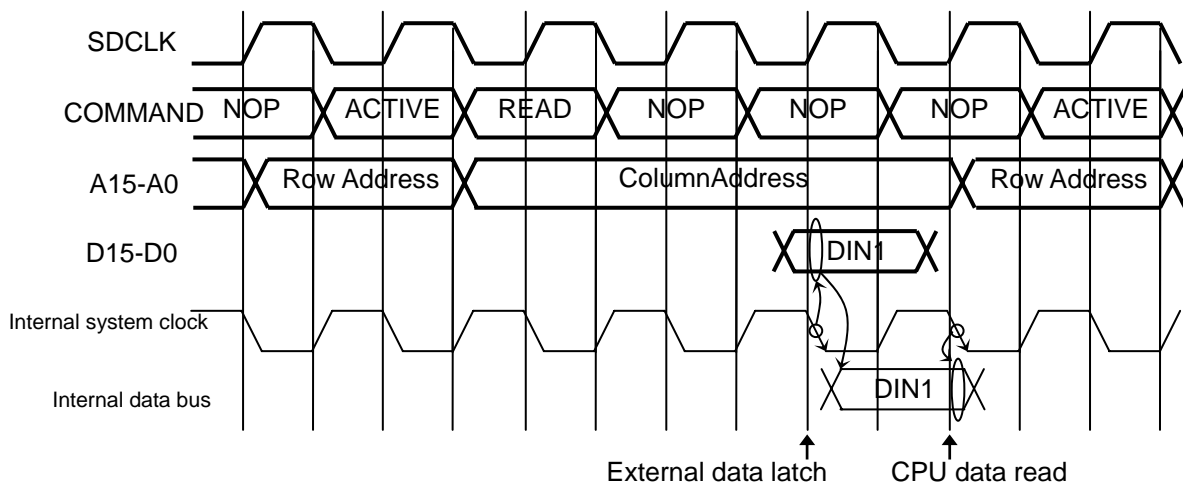 SDCLK
COMMAND NOP ACTIVE READ NOP NOP NOP ACTIVE
A15-A0 Row Address ColumnAddress Row Address
D15-D0 DIN1
Internal system clock
Internal data bus DIN1
External data latch CPU data read